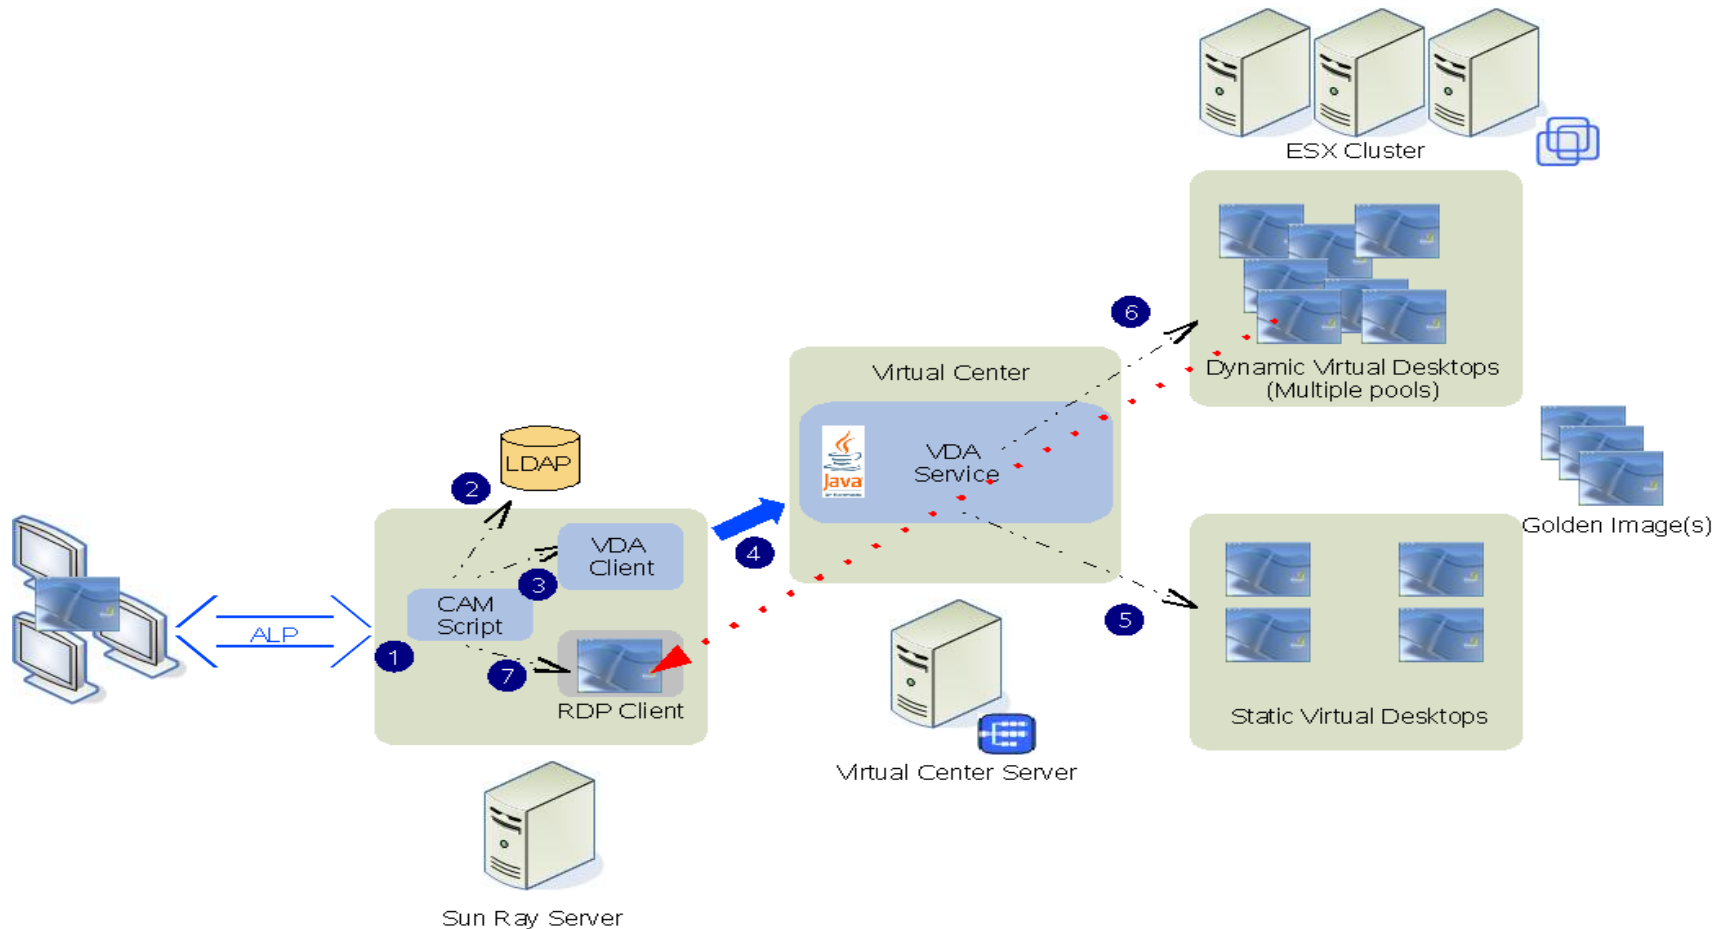 ESX Cluster
Dynamic Virtual Desktops
(Multiple pools)
6
Virtual Center
VDA
Service
Java
LDAP
2
Golden Image(s)
VDA
Client
4
3
CAM
Script
ALP
1
7
RDP Client
5
Static Virtual Desktops
Virtual Center Server
Sun Ray Server